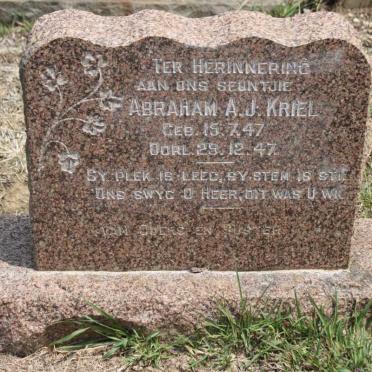 TER HERINNERING
AAN ONS SEUNTJIE
ABRAHAM A.J. KRIEL
GEB. 15.7.47
OORL. 29.12.47.
SY PLEK IS LEEG, SY STEM IS STIL
ONS SWYG O HEER, DIT WAS U WIL
VAN OUERS EN SUSTER